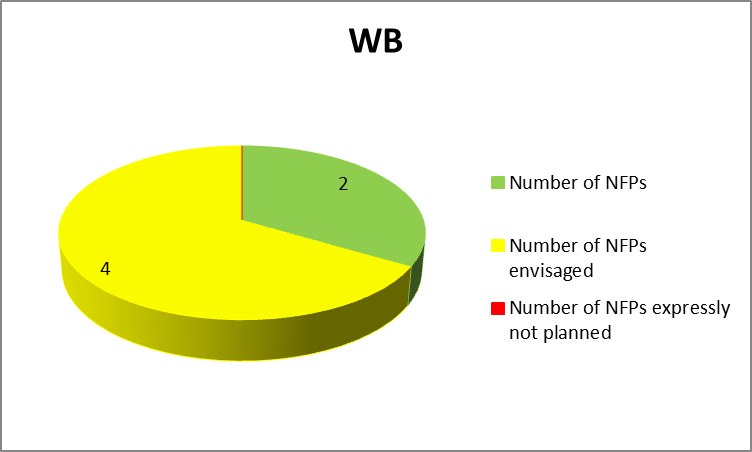 WB
2
4
Number of NFPs
Number of NFPs
envisaged
Number of NFPs expressly
not planned